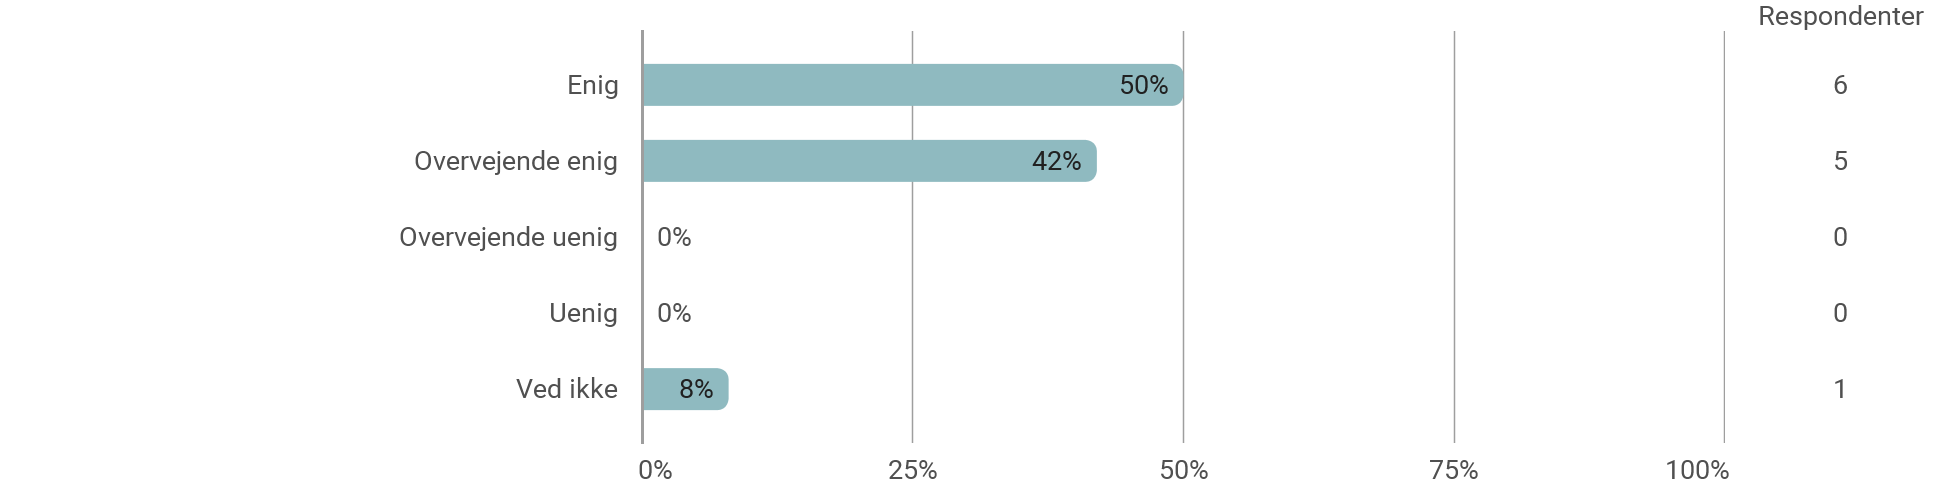 Respondenter
Enig 50% 6
Overvejende enig 42% 5
Overvejende uenig 0% 0
Uenig 0% 0
Ved ikke 8% 1
0% 25% 50% 75% 100%